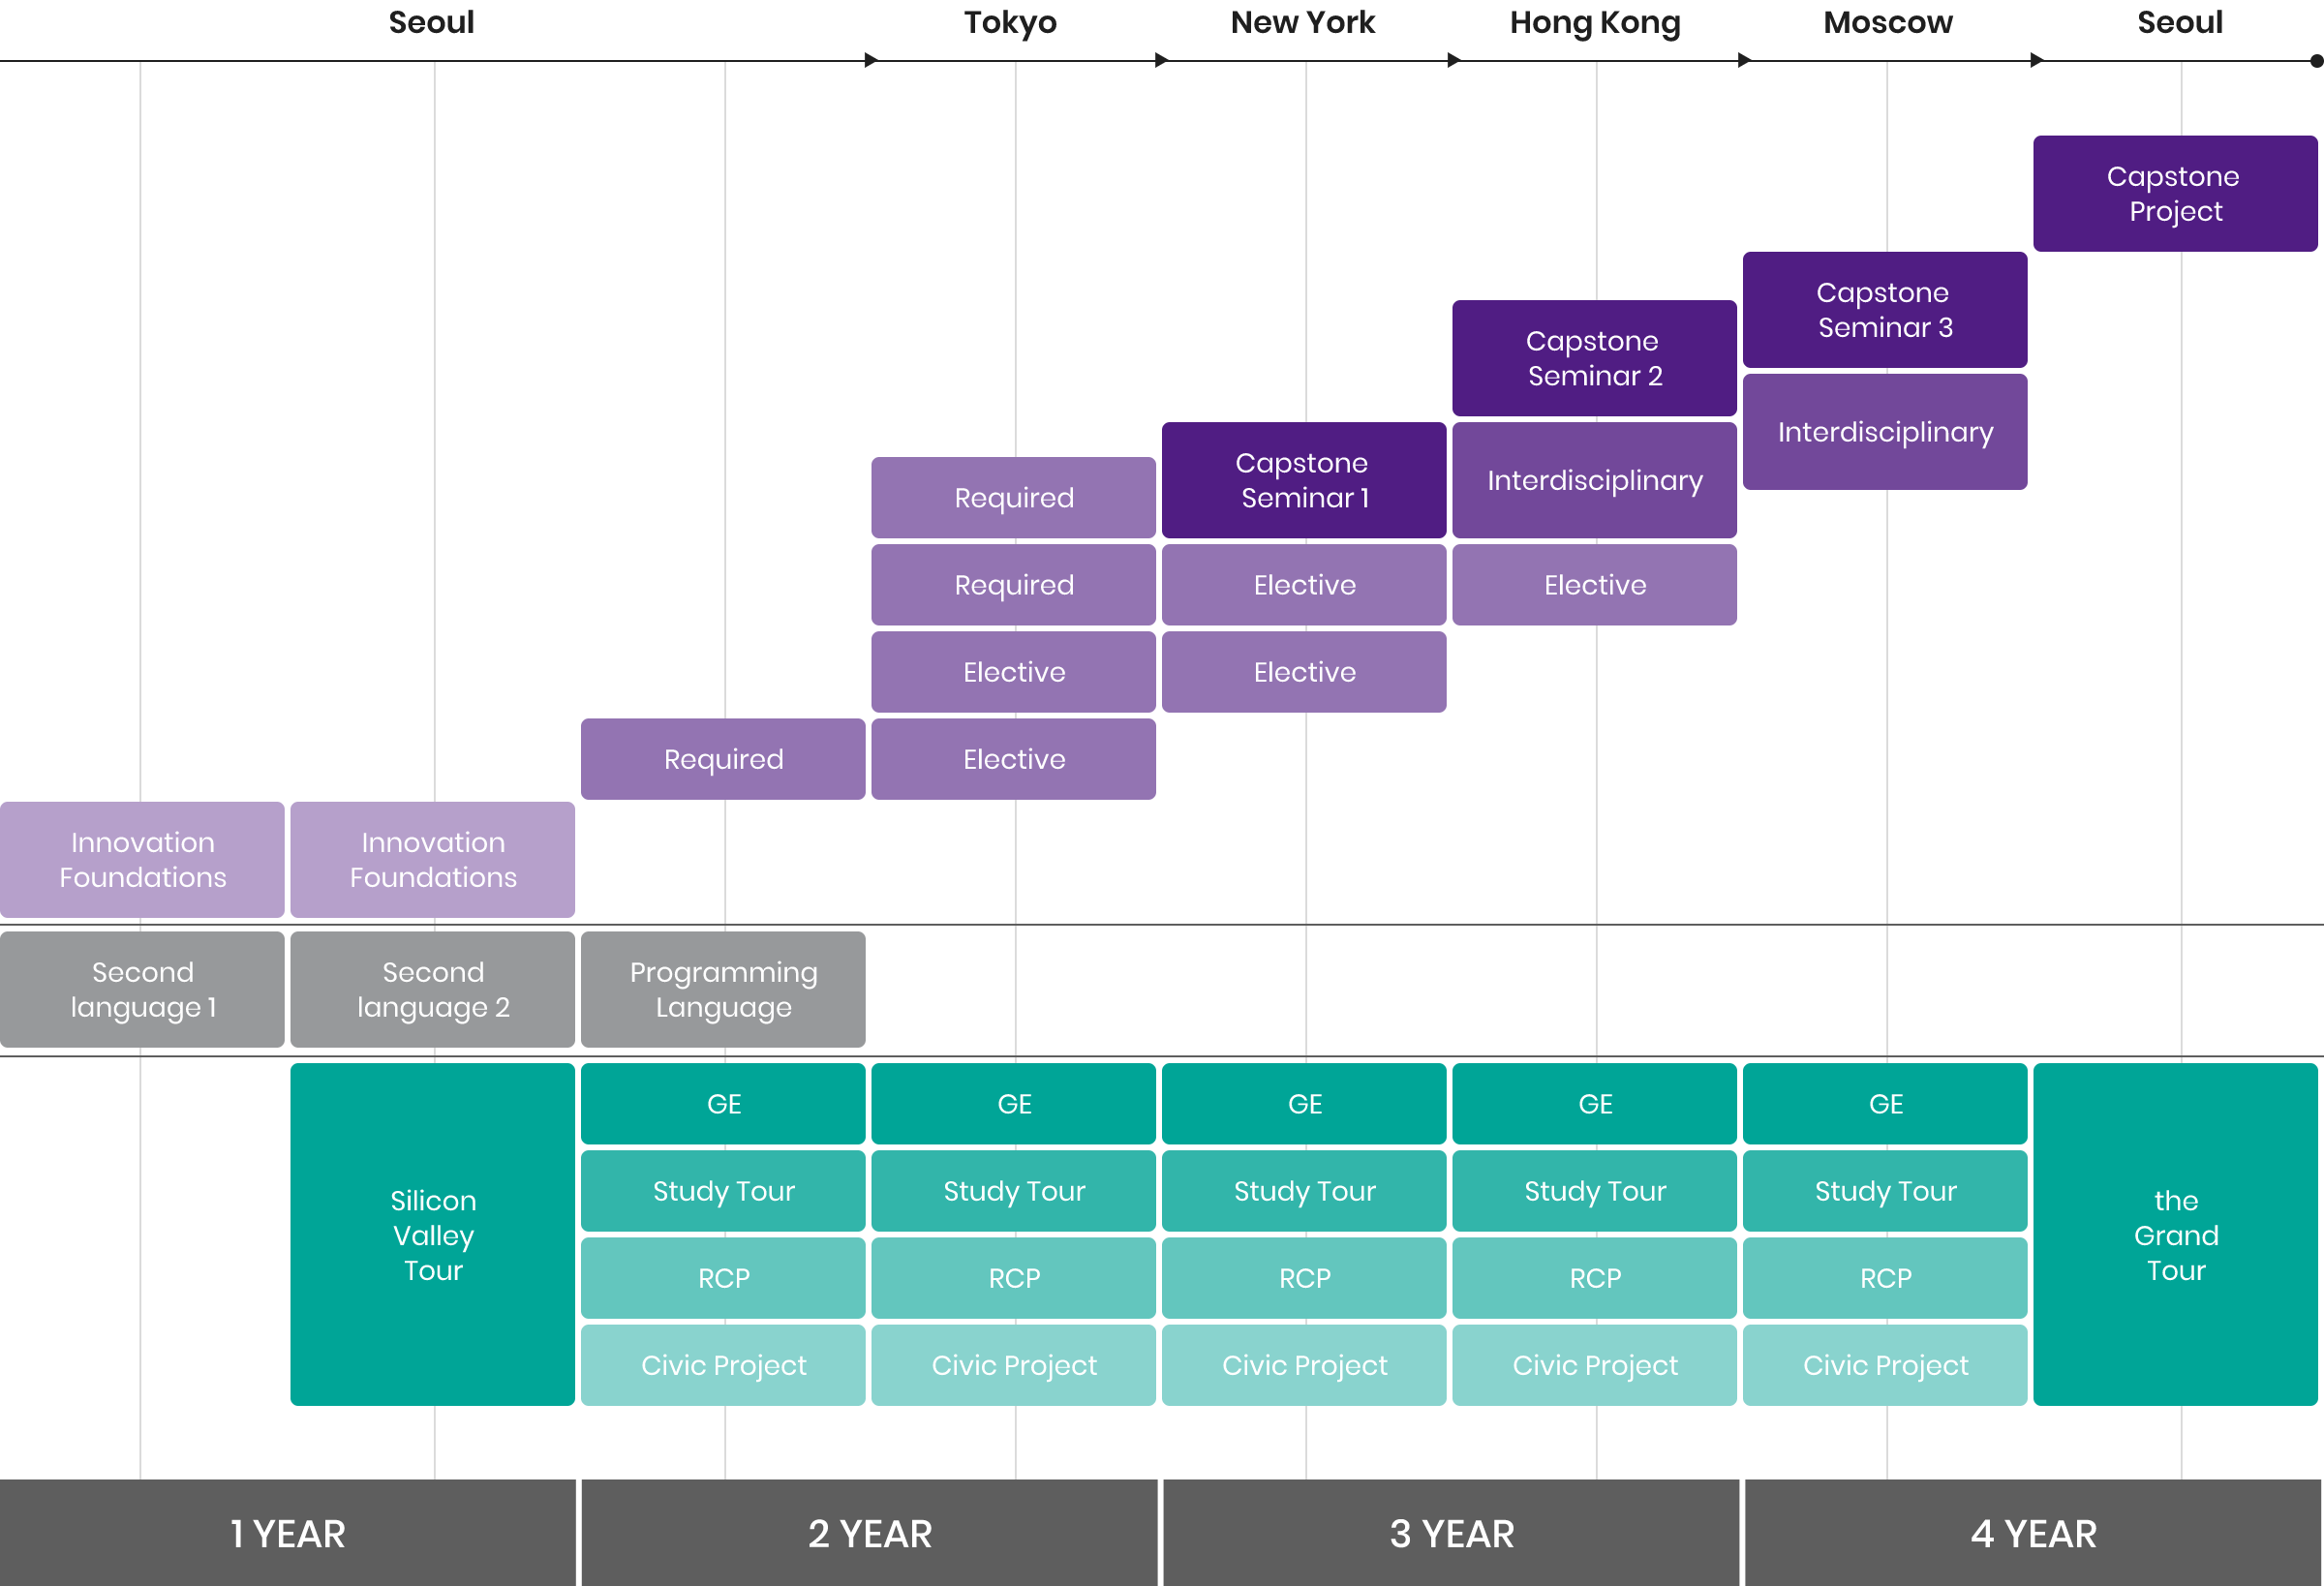 Seoul
Tokyo
New York
Hong Kong
Moscow
Seoul
Capstone
Project
Capstone
Seminar 3
Capstone
Seminar 2
Interdisciplinary
Capstone
Seminar 1
Interdisciplinary
Required
Required
Elective
Elective
Elective
Elective
Required
Elective
Innovation
Foundations
Innovation
Foundations
Second
language 1
Second
language 2
Programming
Language
Silicon
Valley
Tour
GE
GE
GE
GE
GE
Study Tour
Study Tour
Study Tour
Study Tour
Study Tour
RCP
RCP
RCP
RCP
RCP
Civic Project
Civic Project
Civic Project
Civic Project
Civic Project
the
Grand
Tour
1 YEAR
2 YEAR
3 YEAR
4 YEAR